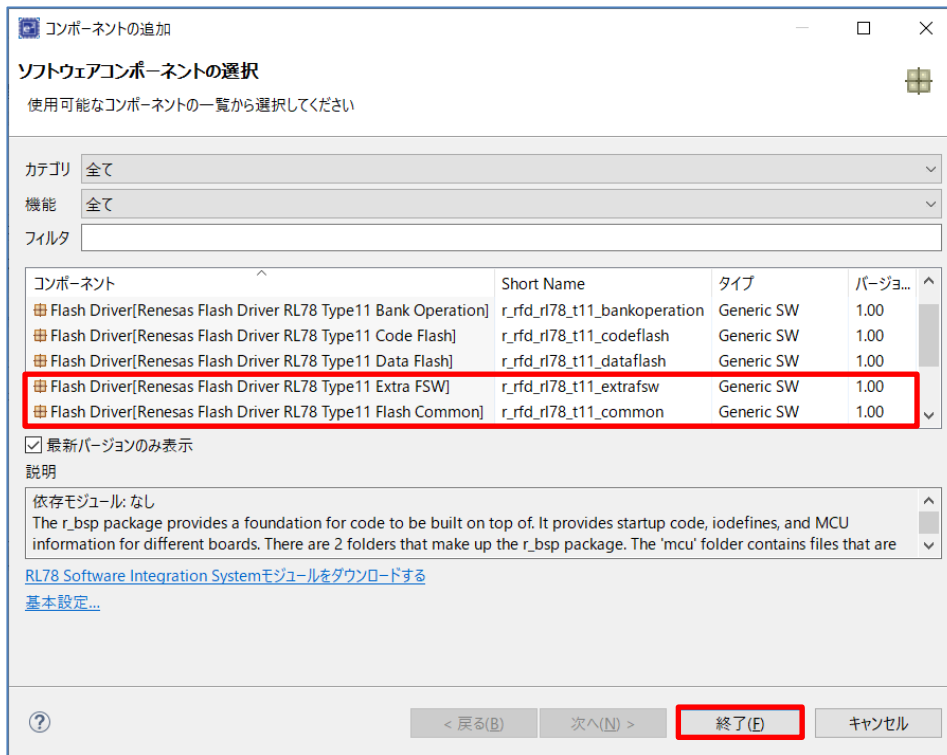 コンポーネントの追加
ソフトウェアコンポーネントの選択
使用可能なコンポーネントの一覧から選択してください
カテゴリ 全て
機能 全て
フィルタ
コンポーネント Short Name タイプ バージョ...
Flash Driver[Renesas Flash Driver RL78 Type11 Bank Operation] r_rfd_rl78_t11_bankoperation Generic SW 1.00
Flash Driver[Renesas Flash Driver RL78 Type11 Code Flash] r_rfd_rl78_t11_codeflash Generic SW 1.00
Flash Driver[Renesas Flash Driver RL78 Type11 Data Flash] r_rfd_rl78_t11_dataflash Generic SW 1.00
Flash Driver[Renesas Flash Driver RL78 Type11 Extra FSW] r_rfd_rl78_t11_extrafsw Generic SW 1.00
Flash Driver[Renesas Flash Driver RL78 Type11 Flash Common] r_rfd_rl78_t11_common Generic SW 1.00
最新バージョンのみ表示
説明
依存モジュール: なし
The r_bsp package provides a foundation for code to be built on top of. It provides startup code, iodefines, and MCU
information for different boards. There are 2 folders that make up the r_bsp package. The 'mcu' folder contains files that are
RL78 Software Integration Systemモジュールをダウンロードする
基本設定...
? < 戻る(B) 次へ(N) > 終了(F) キャンセル